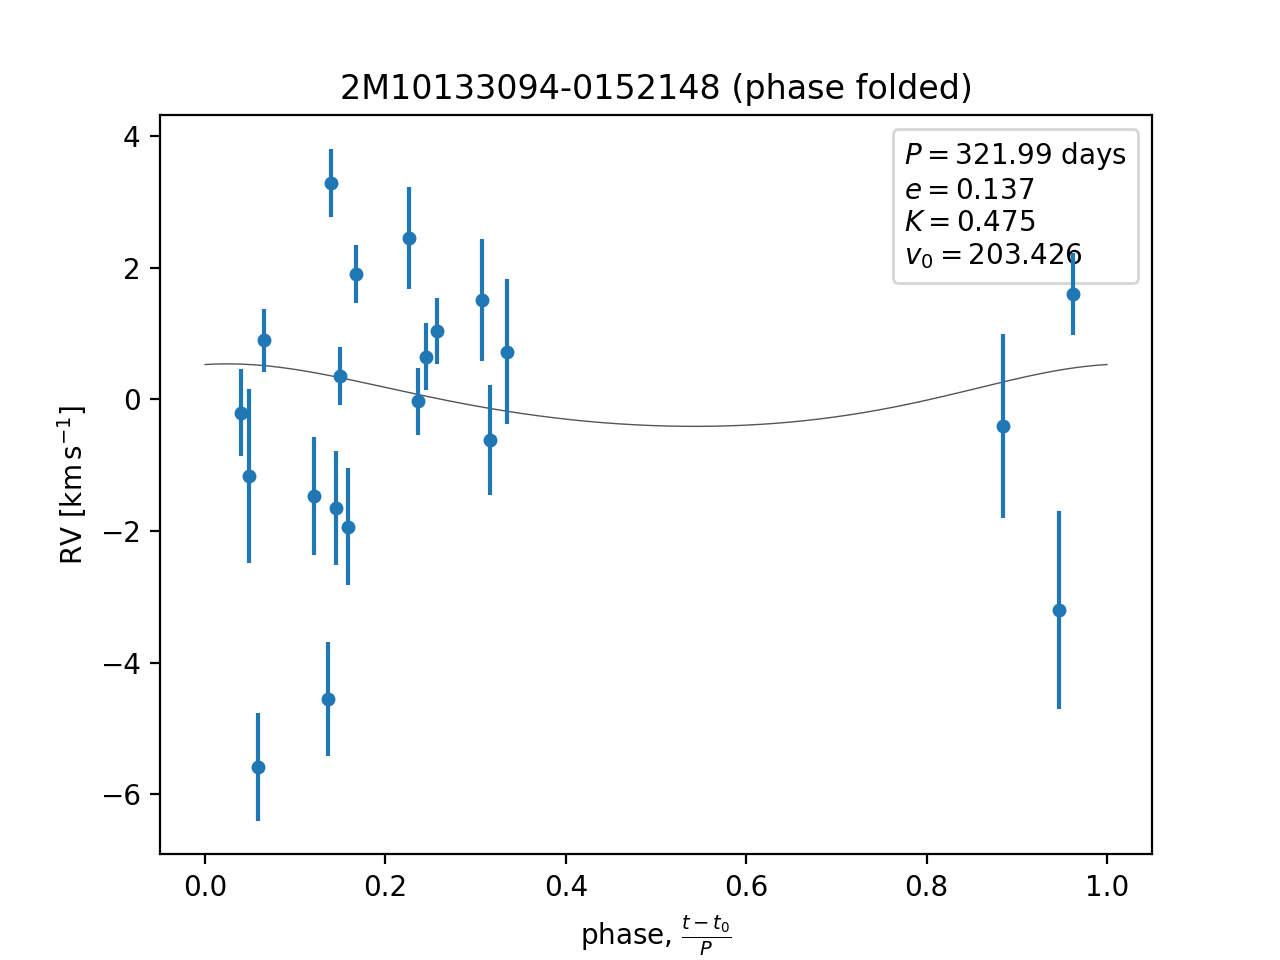 2M10133094-0152148 (phase folded)
P = 321.99 days
e = 0.137
K = 0.475
v₀ = 203.426
RV [km s⁻¹]
4
2
0
−2
−4
−6
0.0 0.2 0.4 0.6 0.8 1.0
phase, (t − t₀)/P